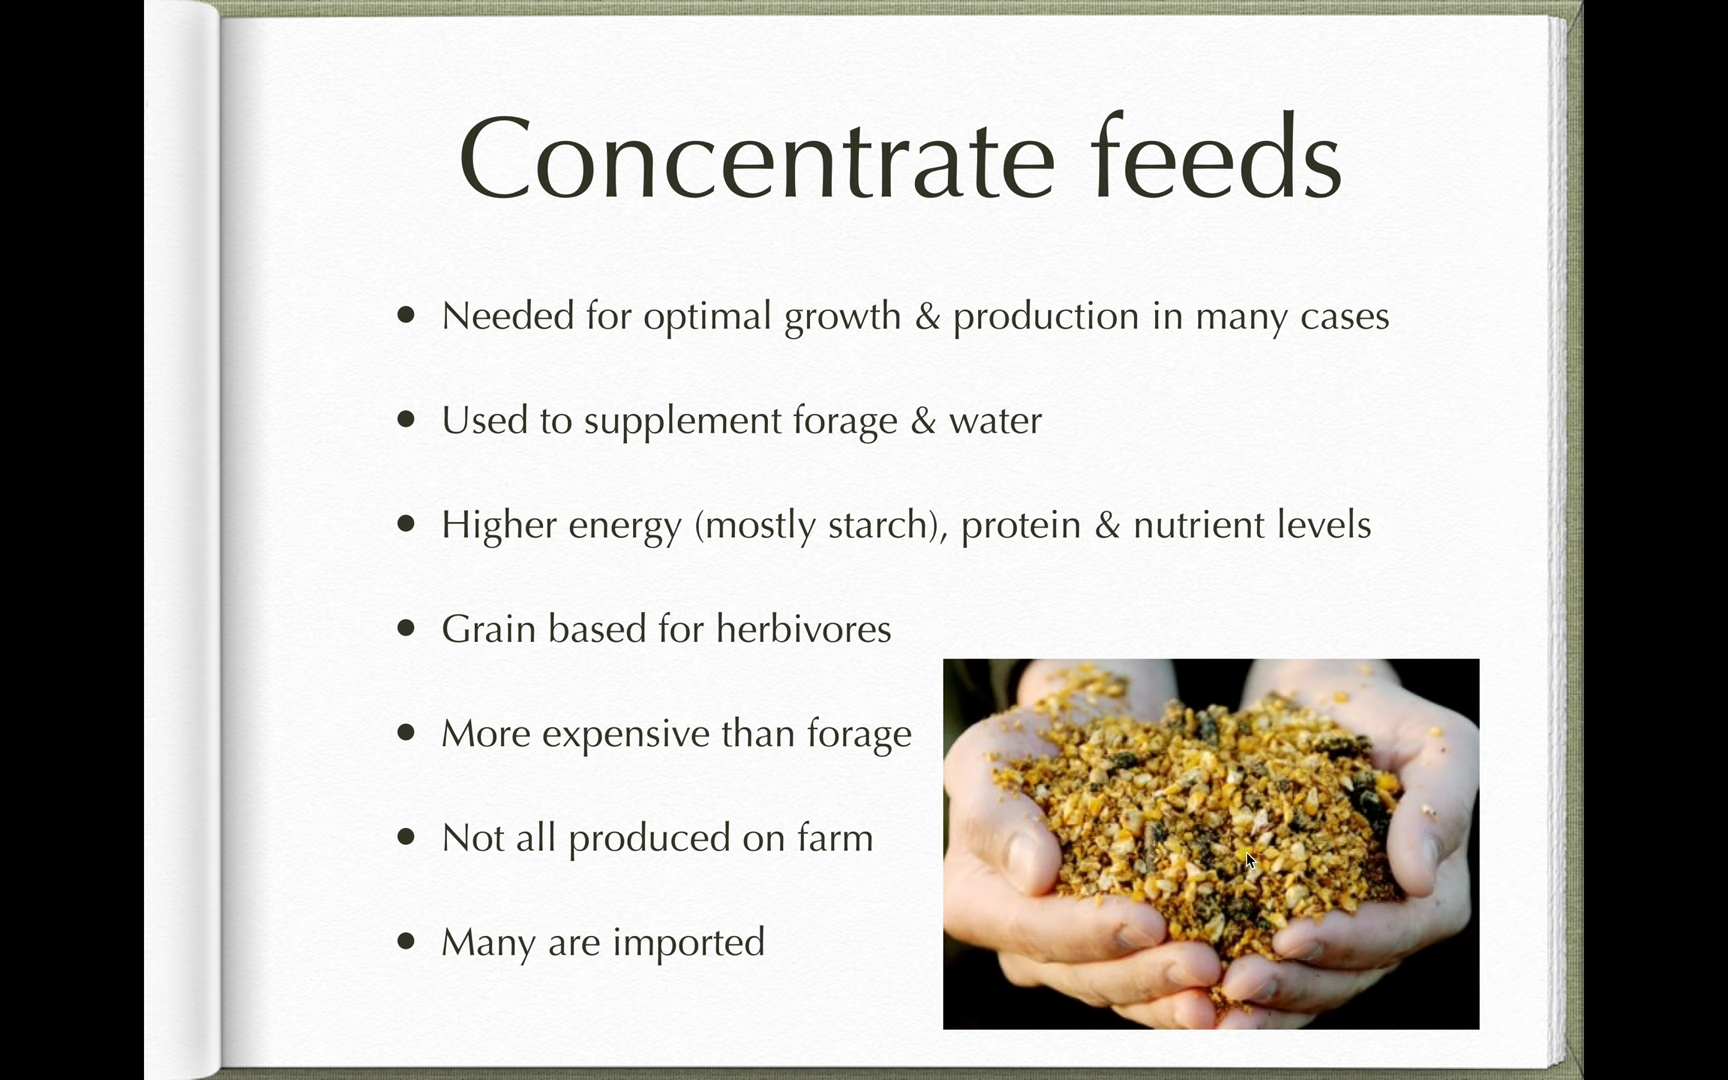 Concentrate feeds
• Needed for optimal growth & production in many cases
• Used to supplement forage & water
• Higher energy (mostly starch), protein & nutrient levels
• Grain based for herbivores
• More expensive than forage
• Not all produced on farm
• Many are imported